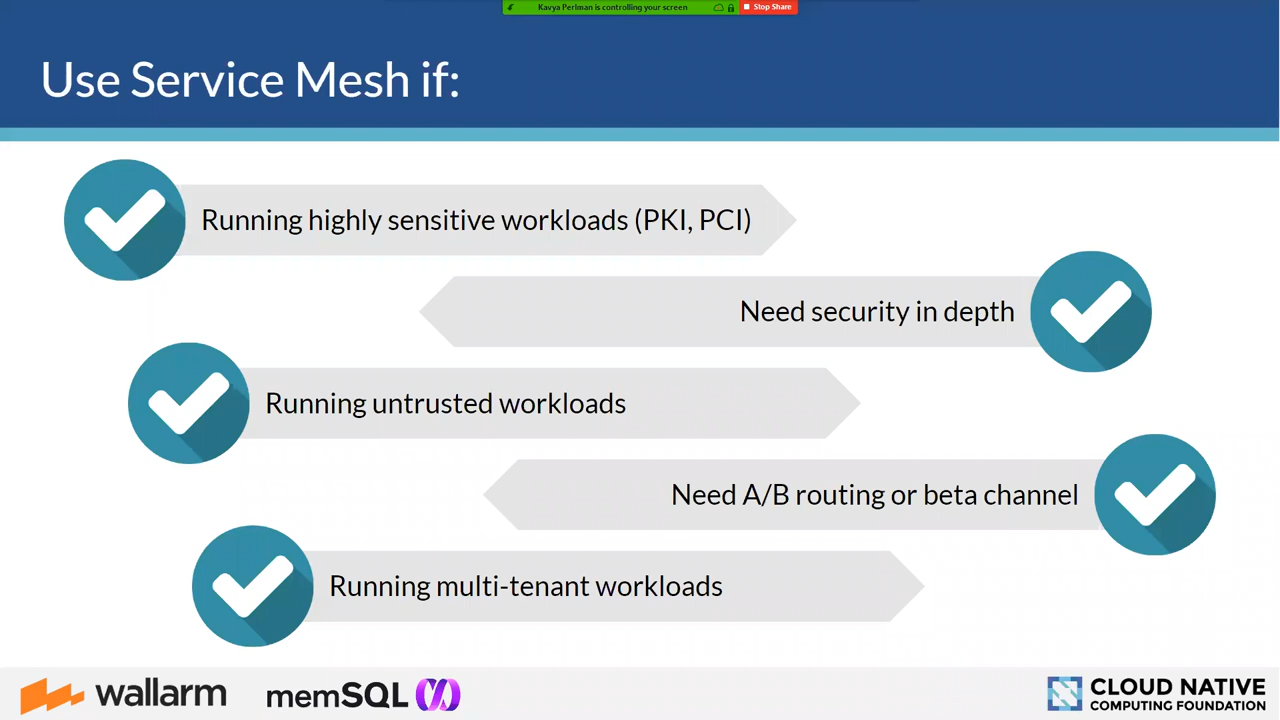 Kavya Perlman is controlling your screen
Stop Share
Use Service Mesh if:
Running highly sensitive workloads (PKI, PCI)
Need security in depth
Running untrusted workloads
Need A/B routing or beta channel
Running multi-tenant workloads
wallarm
memSQL
CLOUD NATIVE
COMPUTING FOUNDATION